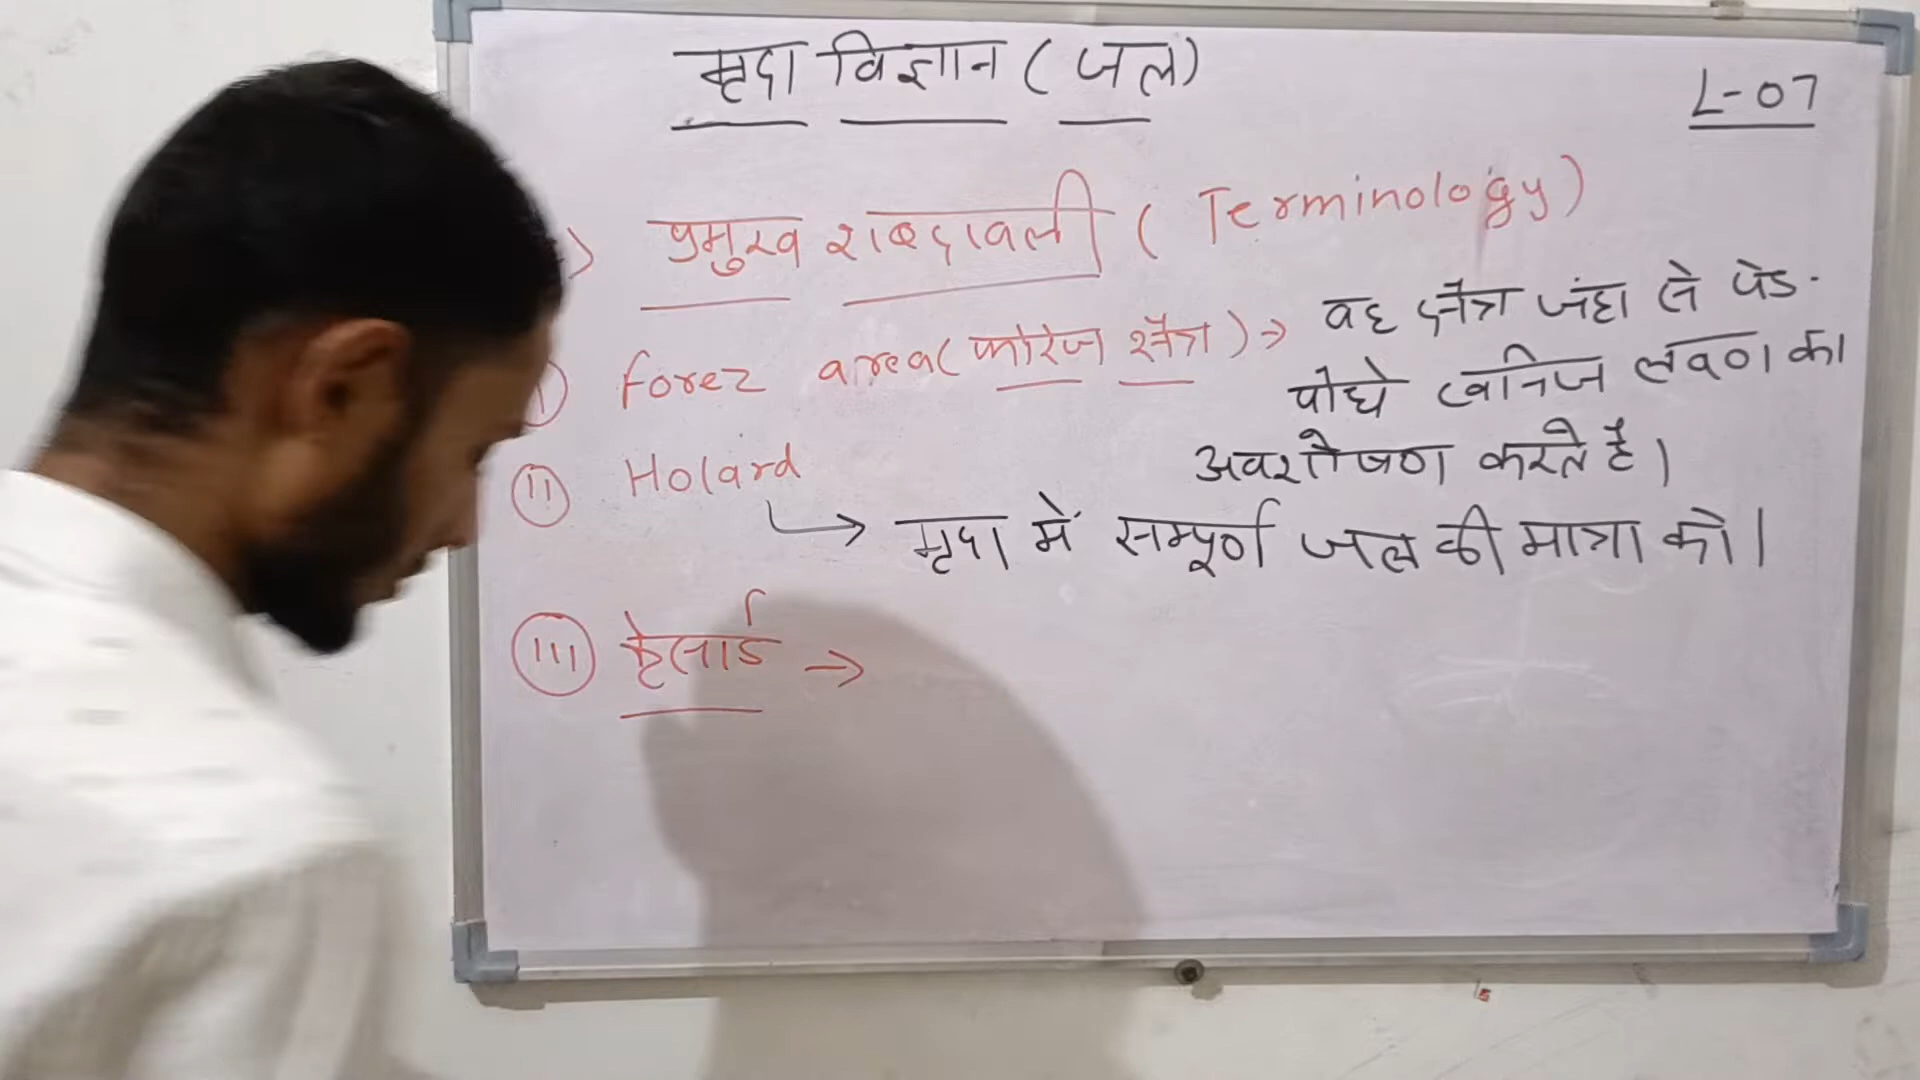 मृदा विज्ञान (जल)
L-07
प्रमुख शब्दावली (Terminology)
forez area (फोरेज क्षैत्र) → वह क्षैत्र जंहा से पेड-
पोधे खनिज लवण का
अवशोषण करते है।
(II) Holard
→ मृदा में सम्पूर्ण जल की मात्रा को।
(III) ईलार्ड →